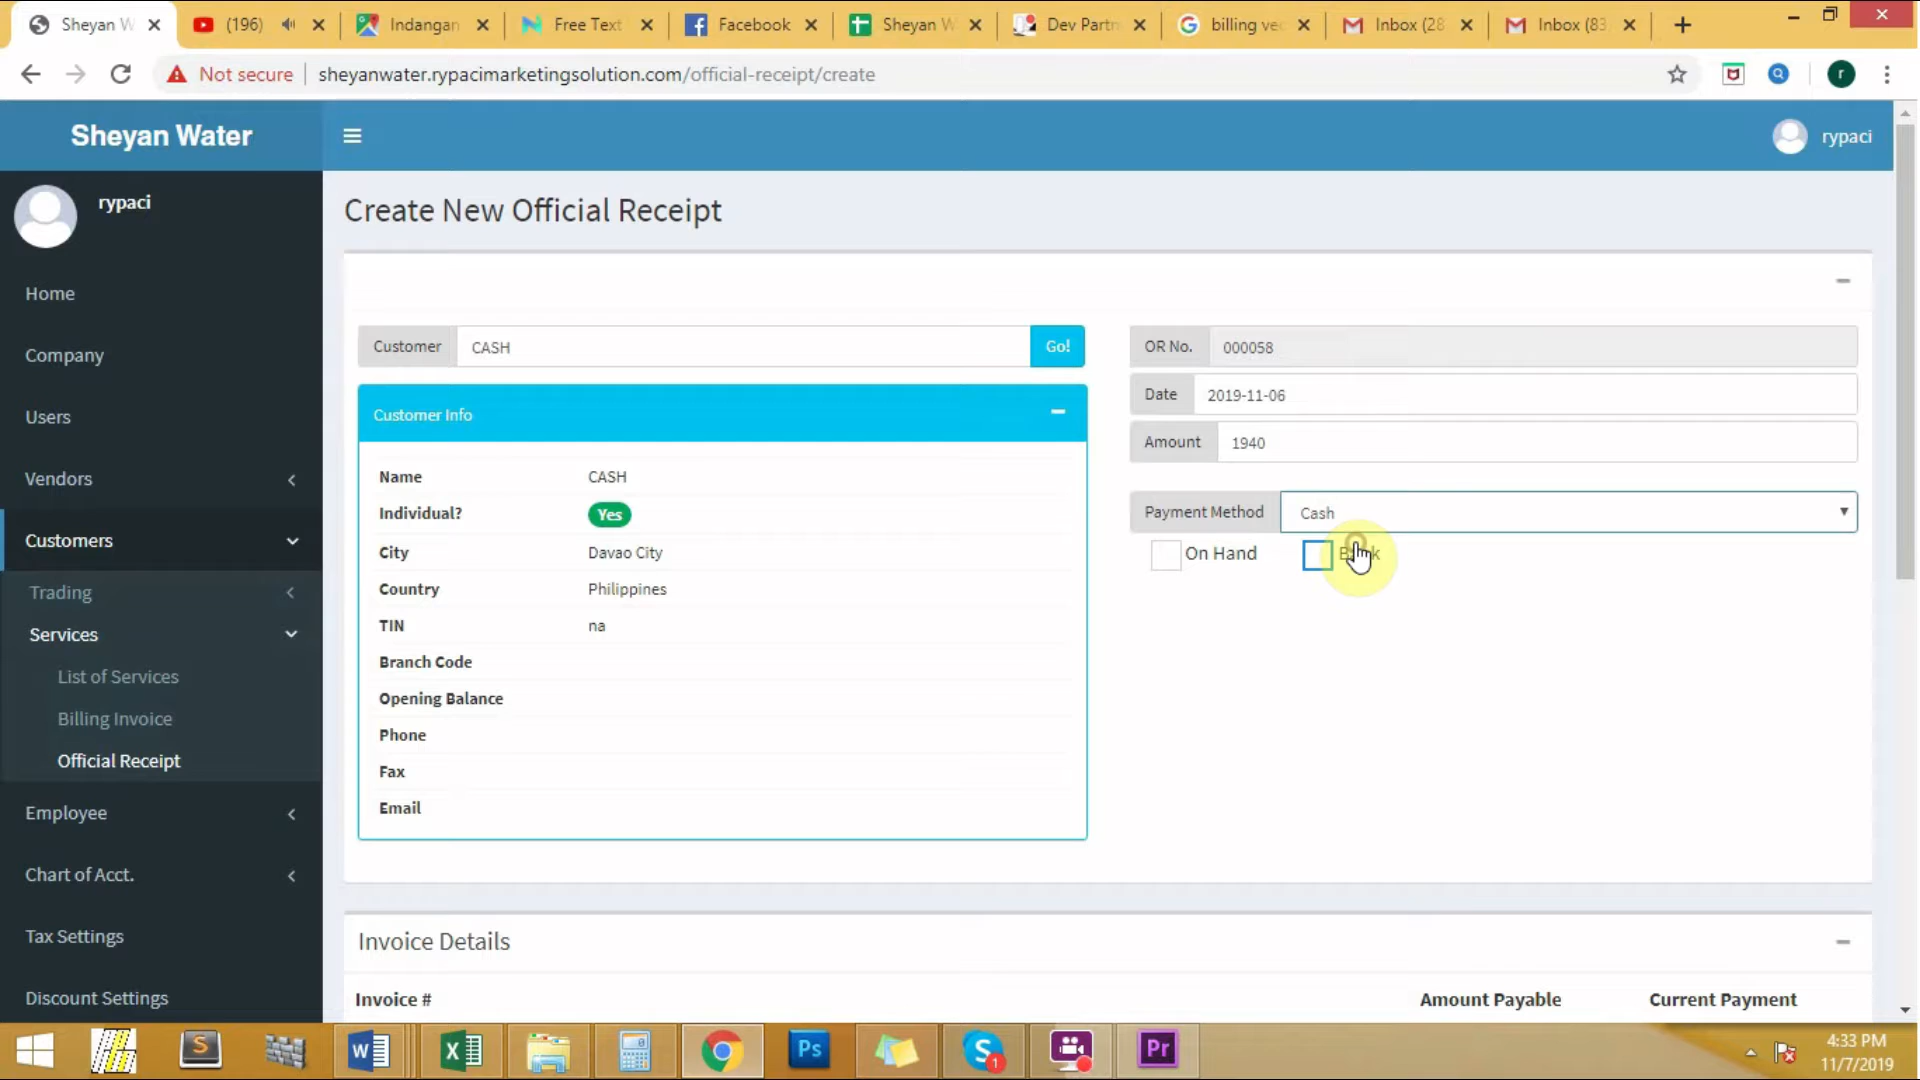 Sheyan W
(196)
Indangan
Free Text
Facebook
Sheyan W
Dev Partn
billing vec
Inbox (28
Inbox (83
Not secure
sheyanwater.rypacimarketingsolution.com/official-receipt/create
r
Sheyan Water
rypaci
rypaci
Home
Company
Users
Vendors
Customers
Trading
Services
List of Services
Billing Invoice
Official Receipt
Employee
Chart of Acct.
Tax Settings
Discount Settings
Create New Official Receipt
Customer CASH Go!
Customer Info
Name CASH
Individual? Yes
City Davao City
Country Philippines
TIN na
Branch Code
Opening Balance
Phone
Fax
Email
OR No. 000058
Date 2019-11-06
Amount 1940
Payment Method Cash
On Hand Bank
Invoice Details
Invoice # Amount Payable Current Payment
S
W
X
Ps
S 1
Pr
4:33 PM
11/7/2019